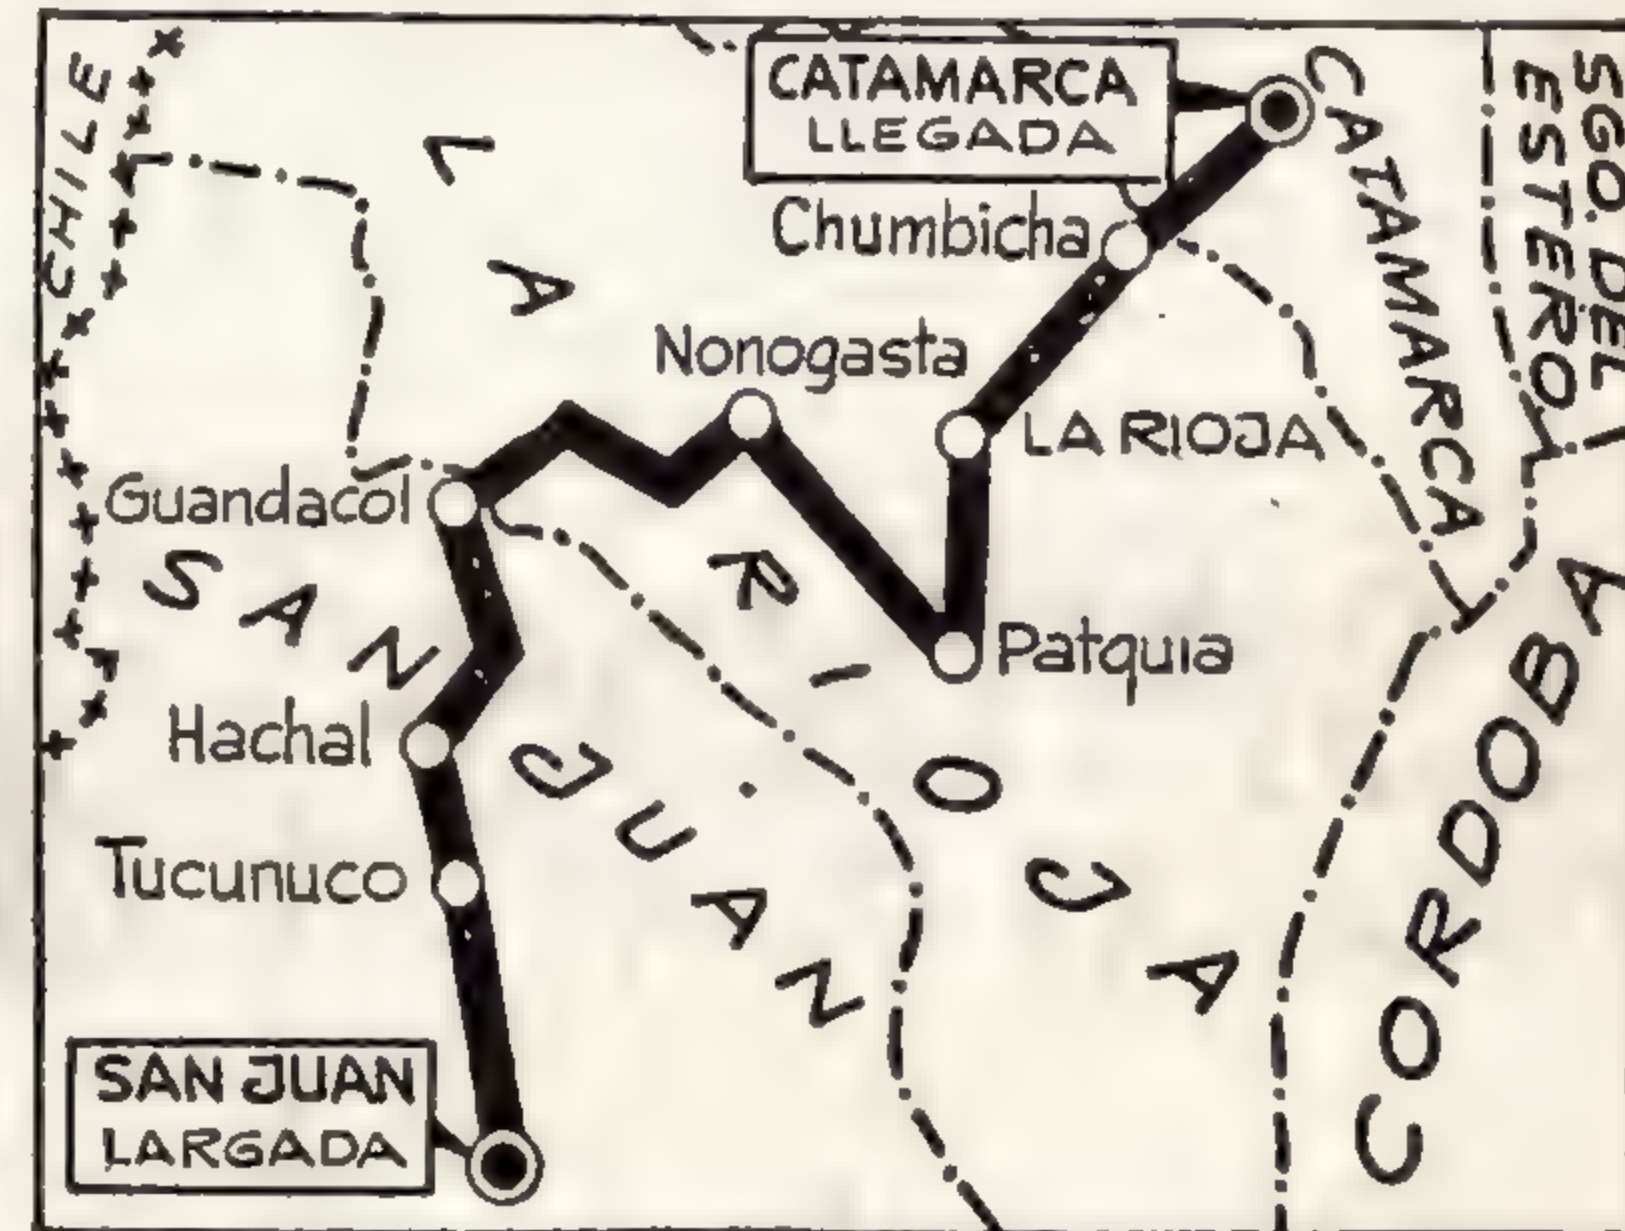 CHILE
CATAMARCA
LLEGADA
CATAMARCA
SGO. DEL
ESTERO
Chumbicha
Nonogasta
LA RIOJA
Guandacol
SAN JUAN
LA RIOJA
Patquia
Hachal
Tucunuco
CORDOBA
SAN JUAN
LARGADA